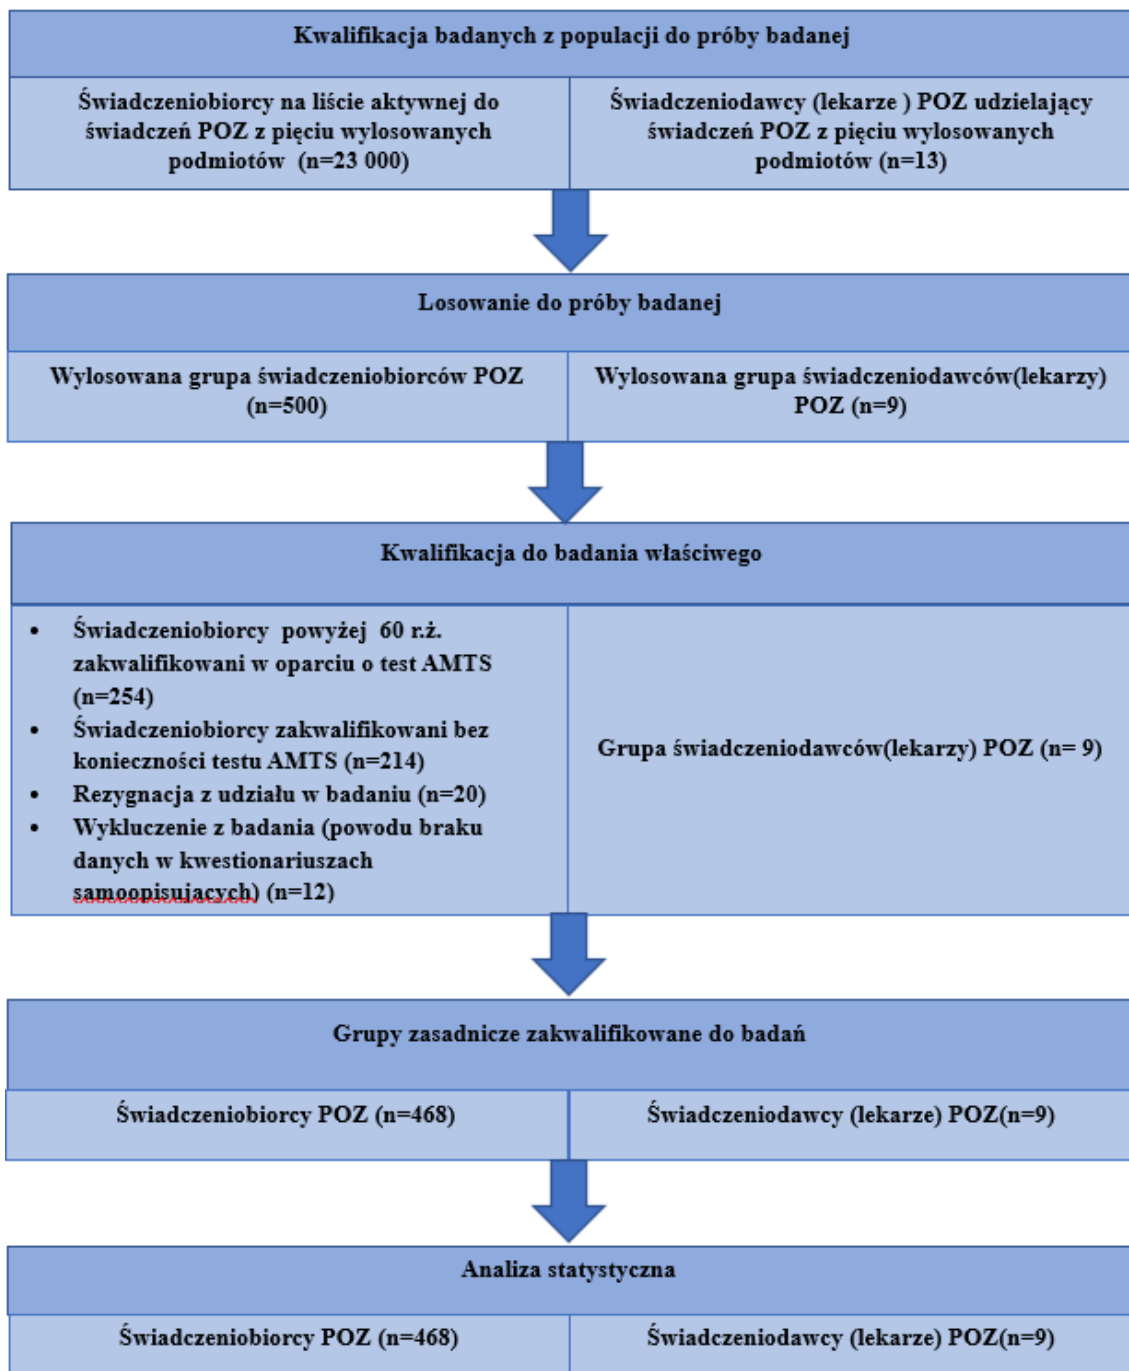 Kwalifikacja badanych z populacji do próby badanej
Świadczeniobiorcy na liście aktywnej do
świadczeń POZ z pięciu wylosowanych
podmiotów (n=23 000)
Świadczeniodawcy (lekarze ) POZ udzielający
świadczeń POZ z pięciu wylosowanych
podmiotów (n=13)
Losowanie do próby badanej
Wylosowana grupa świadczeniobiorców POZ
(n=500)
Wylosowana grupa świadczeniodawców(lekarzy)
POZ (n=9)
Kwalifikacja do badania właściwego
• Świadczeniobiorcy powyżej 60 r.ż.
zakwalifikowani w oparciu o test AMTS
(n=254)
• Świadczeniobiorcy zakwalifikowani bez
konieczności testu AMTS (n=214)
• Rezygnacja z udziału w badaniu (n=20)
• Wykluczenie z badania (powodu braku
danych w kwestionariuszach
samoopisujących) (n=12)
Grupa świadczeniodawców(lekarzy) POZ (n= 9)
Grupy zasadnicze zakwalifikowane do badań
Świadczeniobiorcy POZ (n=468)
Świadczeniodawcy (lekarze) POZ(n=9)
Analiza statystyczna
Świadczeniobiorcy POZ (n=468)
Świadczeniodawcy (lekarze) POZ(n=9)